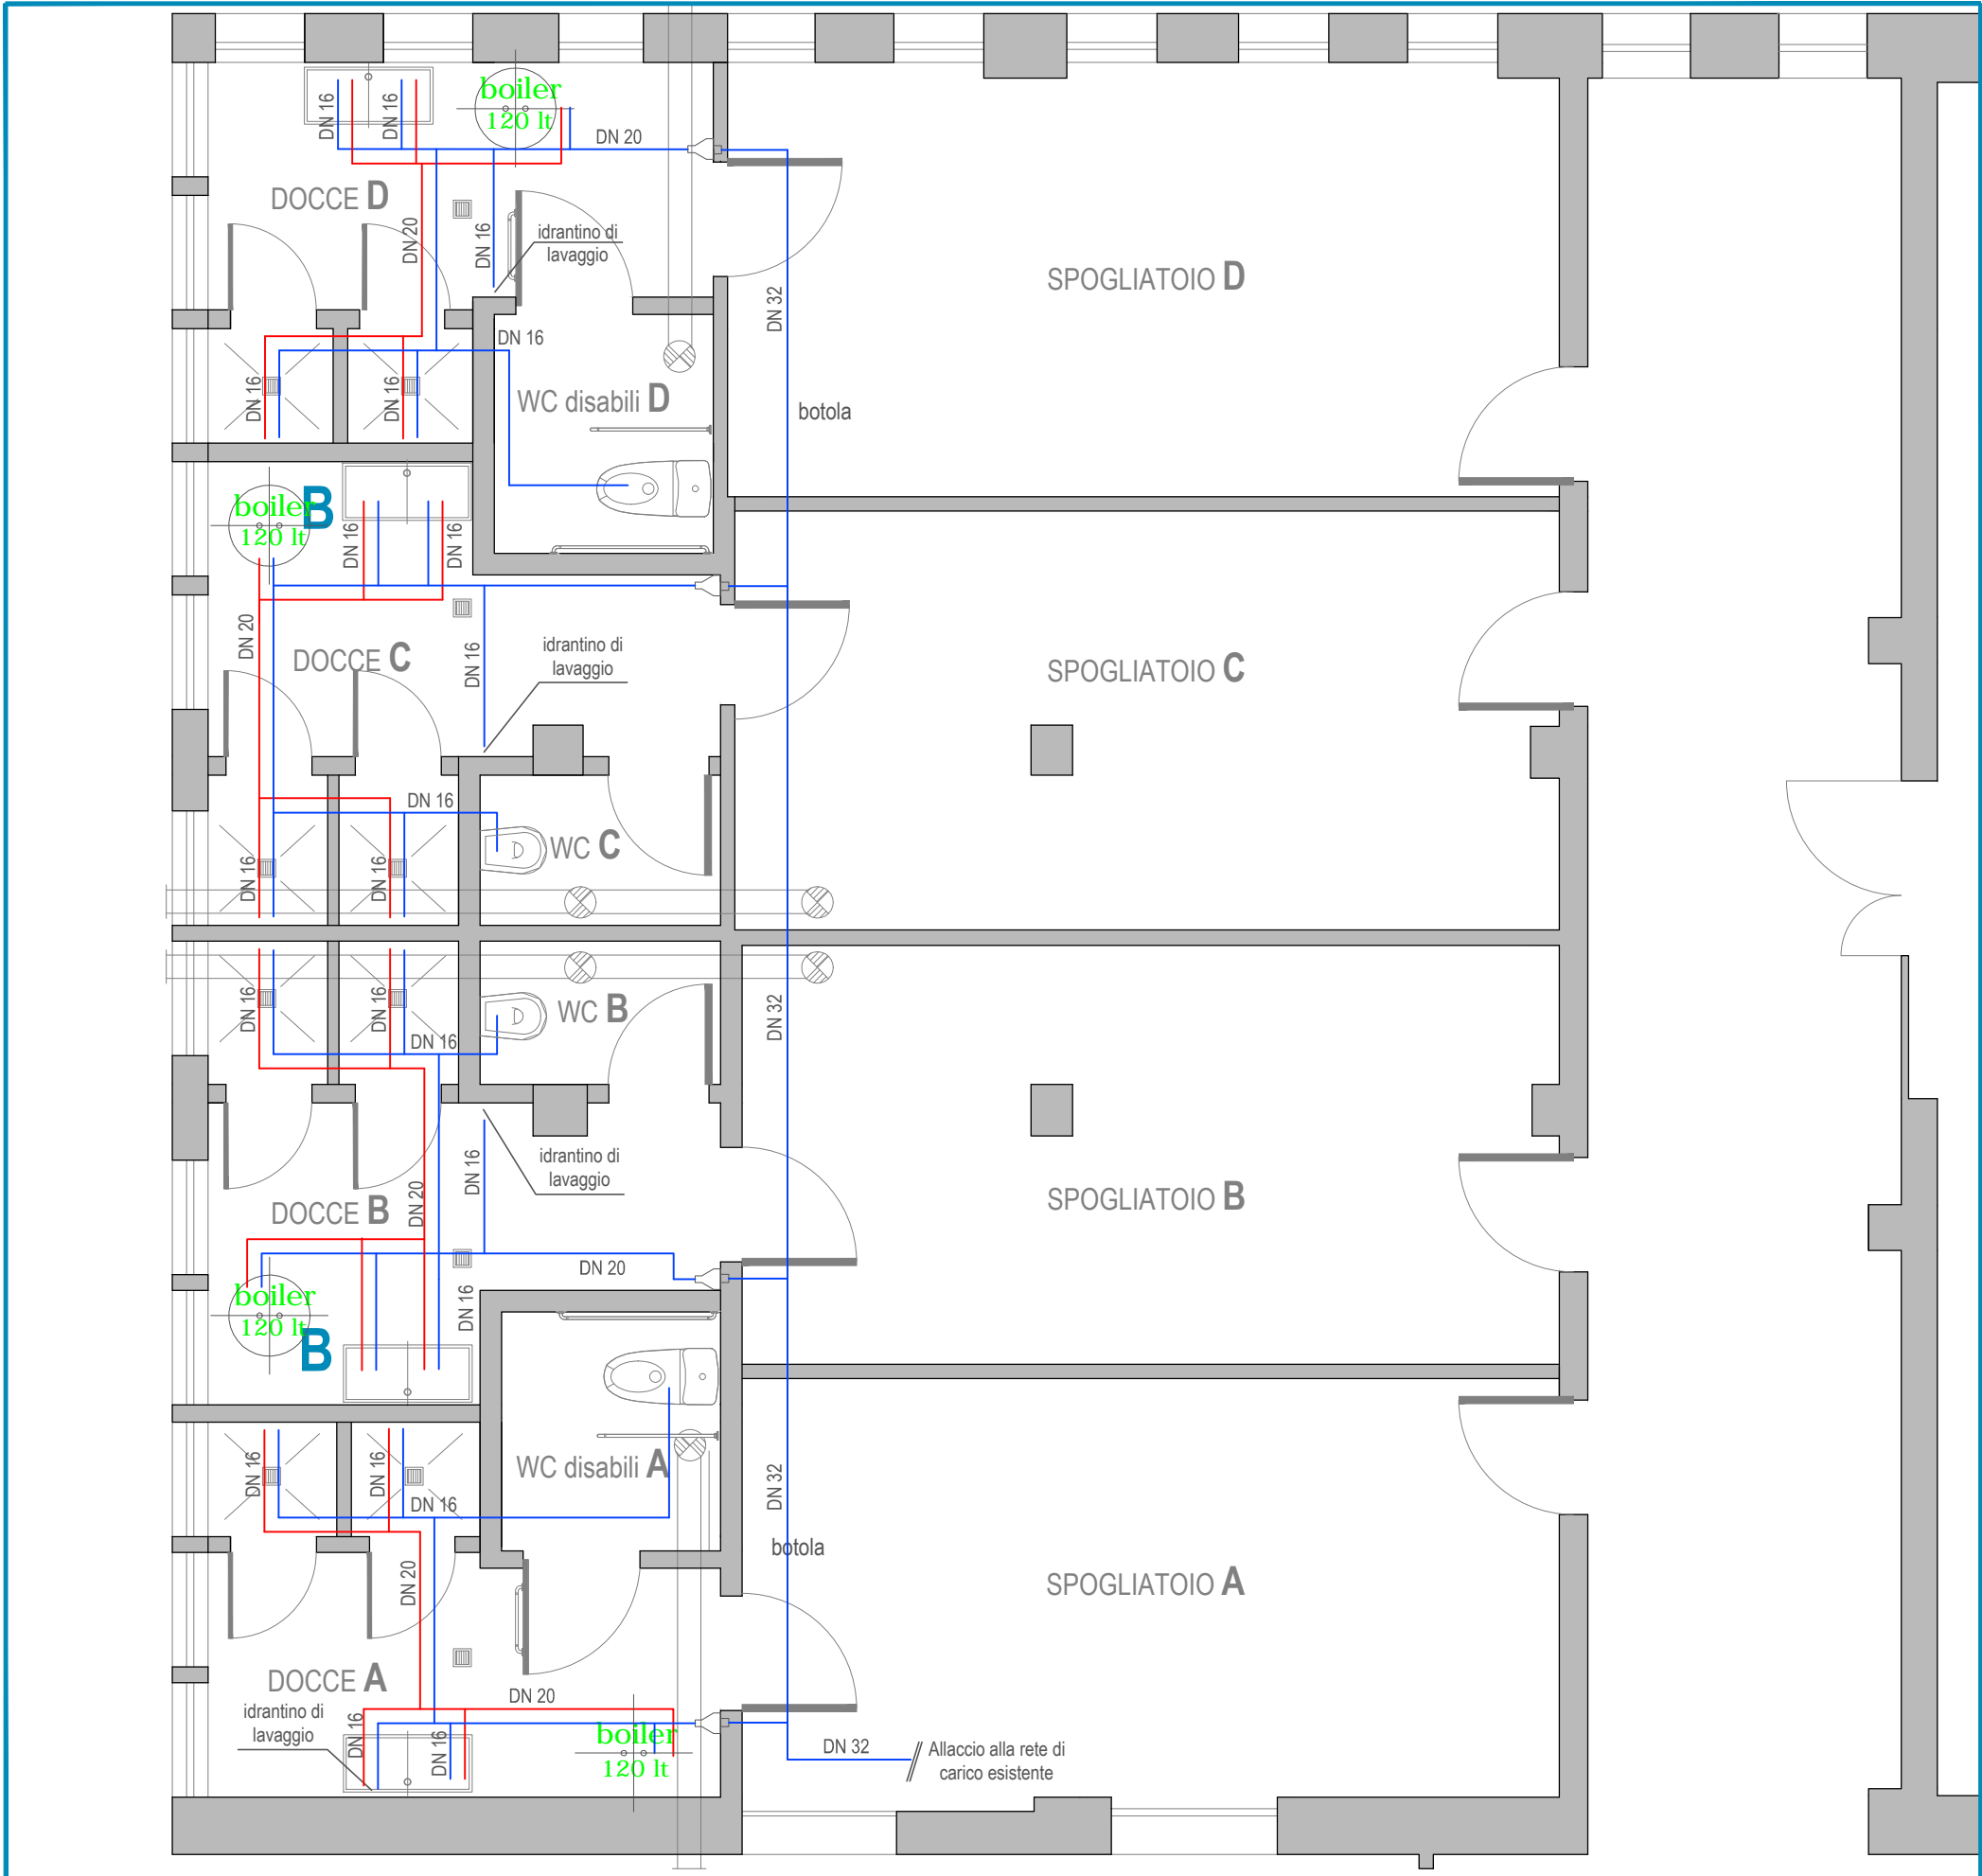 boiler
120 lt
DN 16
DN 16
DN 20
DOCCE D
DN 20
DN 16
idrantino di
lavaggio
SPOGLIATOIO D
DN 32
DN 16
DN 16
DN 16
WC disabili D
botola
boiler
120 lt
B
DN 16
DN 16
DN 20
DOCCE C
DN 16
idrantino di
lavaggio
SPOGLIATOIO C
DN 16
WC C
DN 16
DN 16
DN 16
DN 16
WC B
DN 16
DN 32
idrantino di
lavaggio
DN 16
DN 20
DOCCE B
SPOGLIATOIO B
DN 20
boiler
120 lt
B
DN 16
WC disabili A
DN 16
DN 16
DN 16
DN 32
botola
DN 20
SPOGLIATOIO A
DOCCE A
idrantino di
lavaggio
DN 20
DN 16
DN 16
boiler
120 lt
DN 32
Allaccio alla rete di
carico esistente